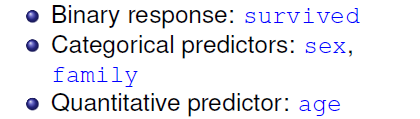 Binary response: survived
Categorical predictors: sex,
family
Quantitative predictor: age